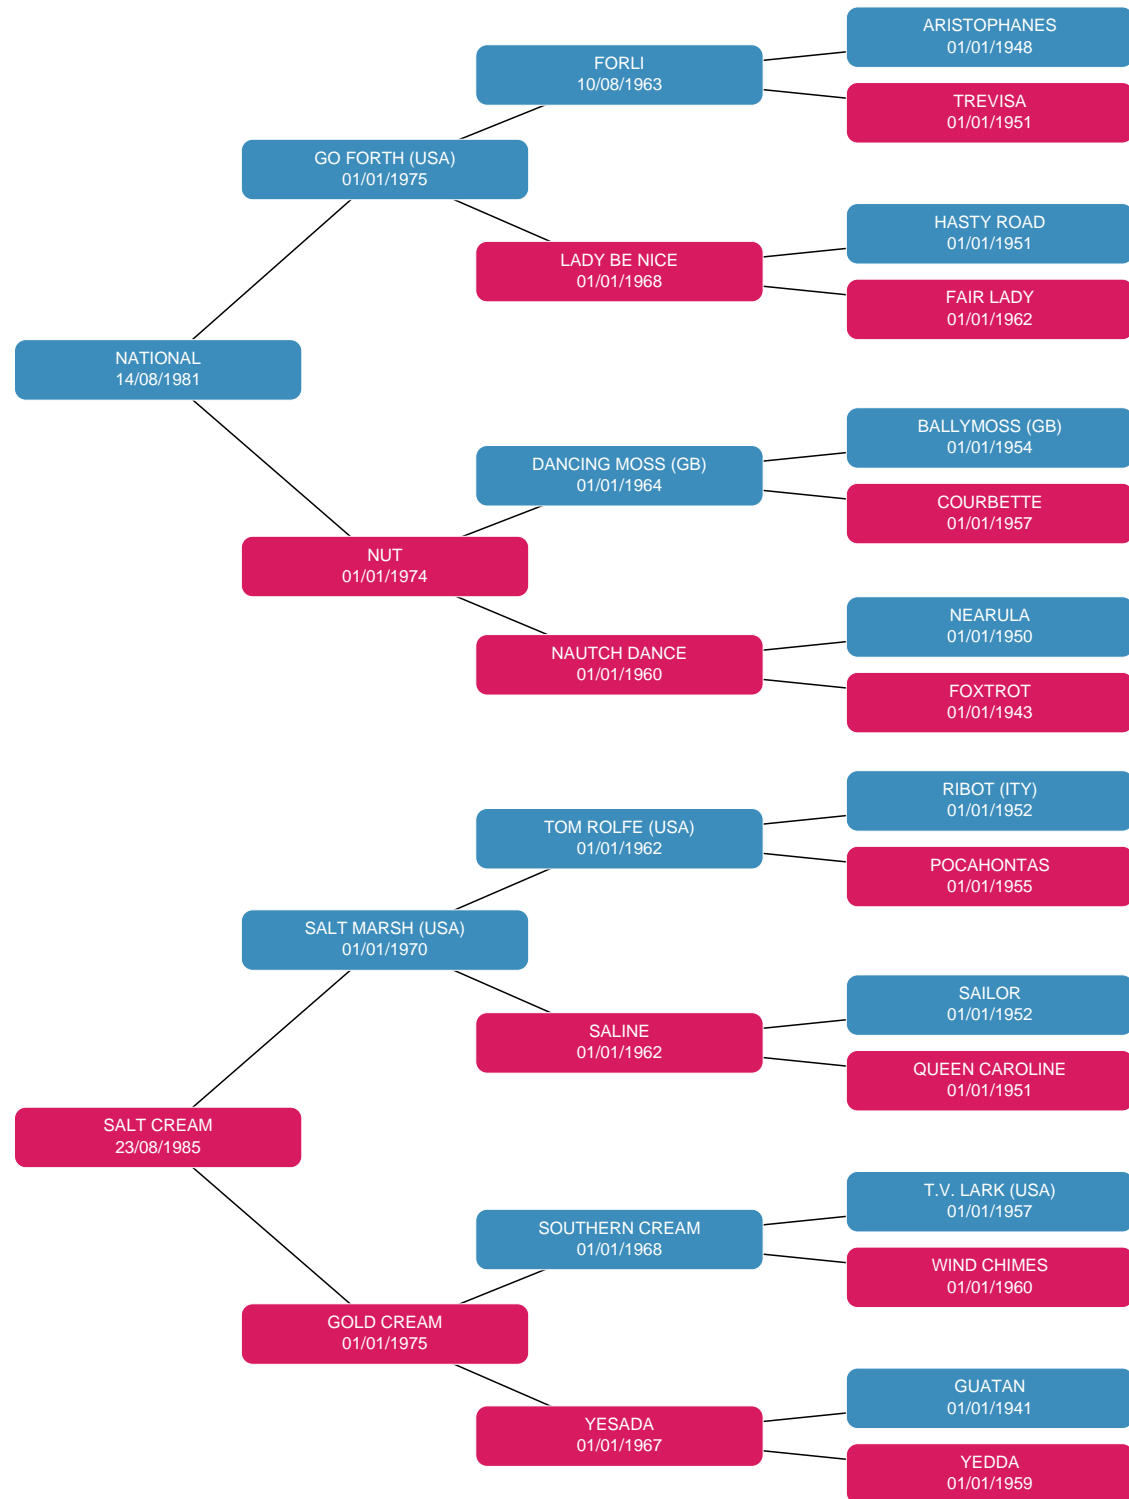 ARISTOPHANES
01/01/1948
FORLI
10/08/1963
TREVISA
01/01/1951
GO FORTH (USA)
01/01/1975
HASTY ROAD
01/01/1951
LADY BE NICE
01/01/1968
FAIR LADY
01/01/1962
NATIONAL
14/08/1981
BALLYMOSS (GB)
01/01/1954
DANCING MOSS (GB)
01/01/1964
COURBETTE
01/01/1957
NUT
01/01/1974
NEARULA
01/01/1950
NAUTCH DANCE
01/01/1960
FOXTROT
01/01/1943
RIBOT (ITY)
01/01/1952
TOM ROLFE (USA)
01/01/1962
POCAHONTAS
01/01/1955
SALT MARSH (USA)
01/01/1970
SAILOR
01/01/1952
SALINE
01/01/1962
QUEEN CAROLINE
01/01/1951
SALT CREAM
23/08/1985
T.V. LARK (USA)
01/01/1957
SOUTHERN CREAM
01/01/1968
WIND CHIMES
01/01/1960
GOLD CREAM
01/01/1975
GUATAN
01/01/1941
YESADA
01/01/1967
YEDDA
01/01/1959